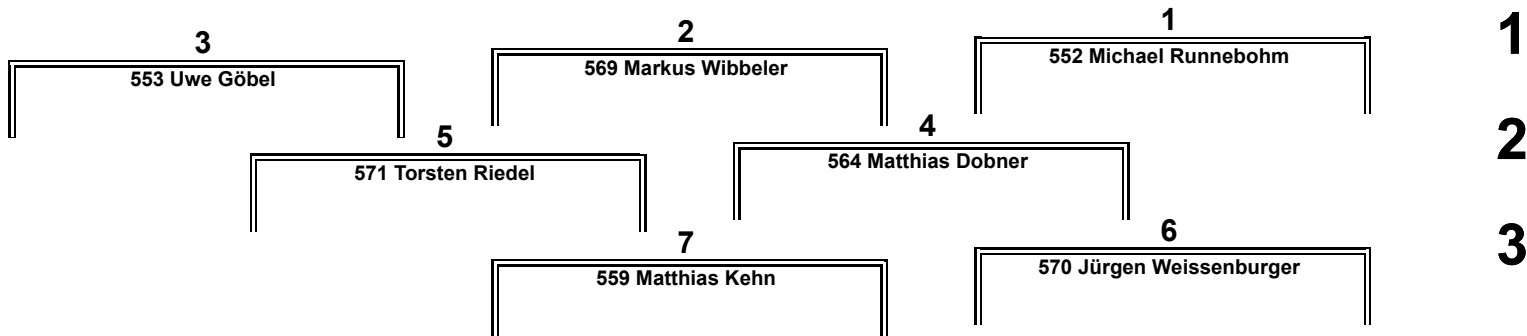 3
553 Uwe Göbel
2
569 Markus Wibbeler
1
552 Michael Runnebohm
1
5
571 Torsten Riedel
4
564 Matthias Dobner
2
7
559 Matthias Kehn
6
570 Jürgen Weissenburger
3